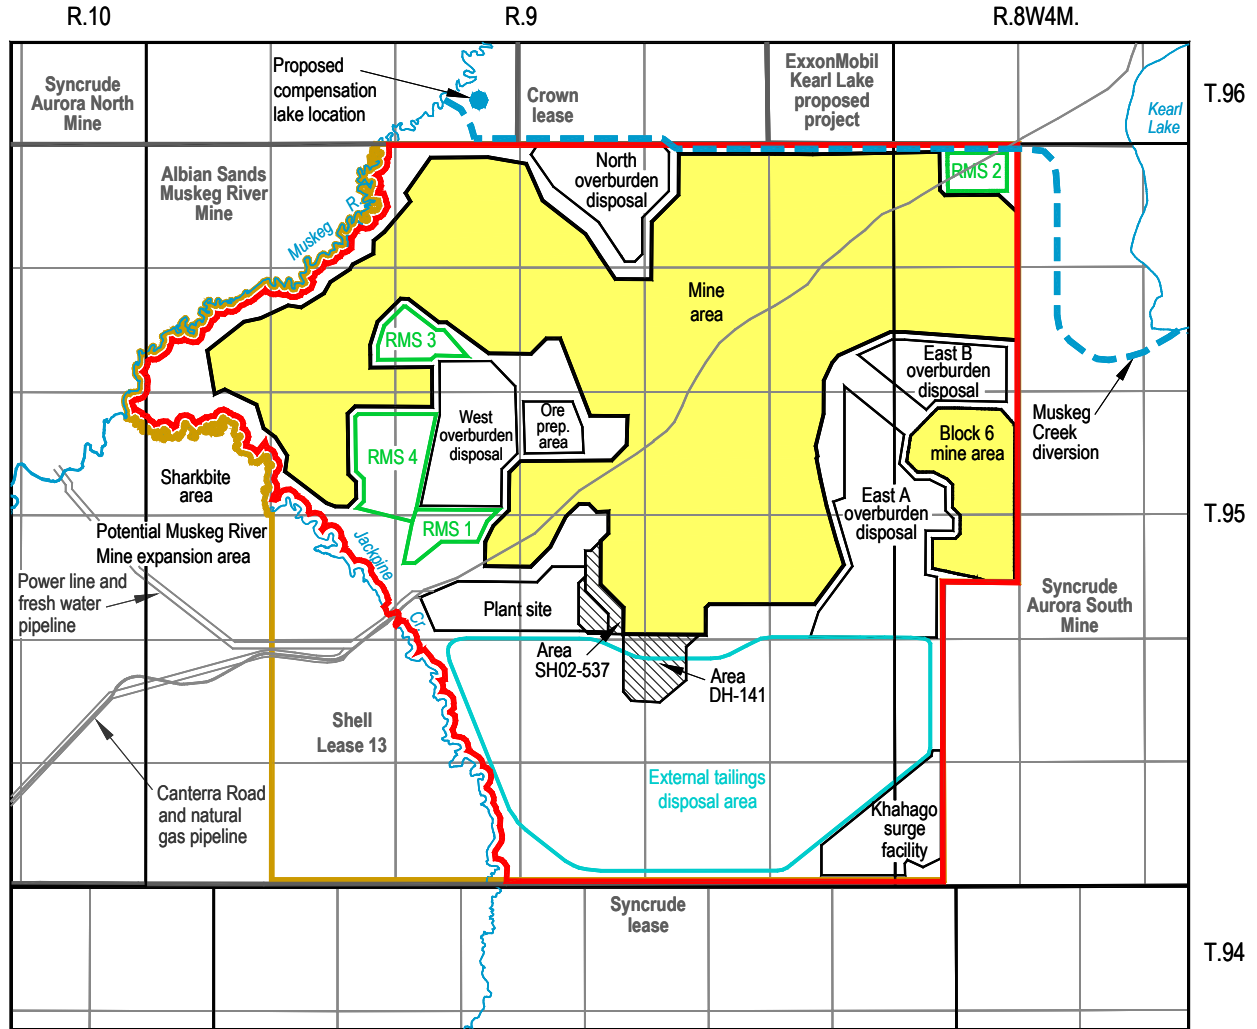 R.10
R.9
R.8W4M.
T.96
T.95
T.94
Syncrude
Aurora North
Mine
Proposed
compensation
lake location
Crown
lease
ExxonMobil
Kearl Lake
proposed
project
Kearl
Lake
Albian Sands
Muskeg River
Mine
Muskeg R.
North
overburden
disposal
RMS 2
Mine
area
RMS 3
East B
overburden
disposal
West
overburden
disposal
Ore
prep.
area
Muskeg
Creek
diversion
Block 6
mine area
RMS 4
Sharkbite
area
East A
overburden
disposal
RMS 1
Potential Muskeg River
Mine expansion area
Jackpine Cr.
Power line and
fresh water
pipeline
Plant site
Syncrude
Aurora South
Mine
Area
SH02-537
Area
DH-141
Shell
Lease 13
External tailings
disposal area
Canterra Road
and natural
gas pipeline
Khahago
surge
facility
Syncrude
lease